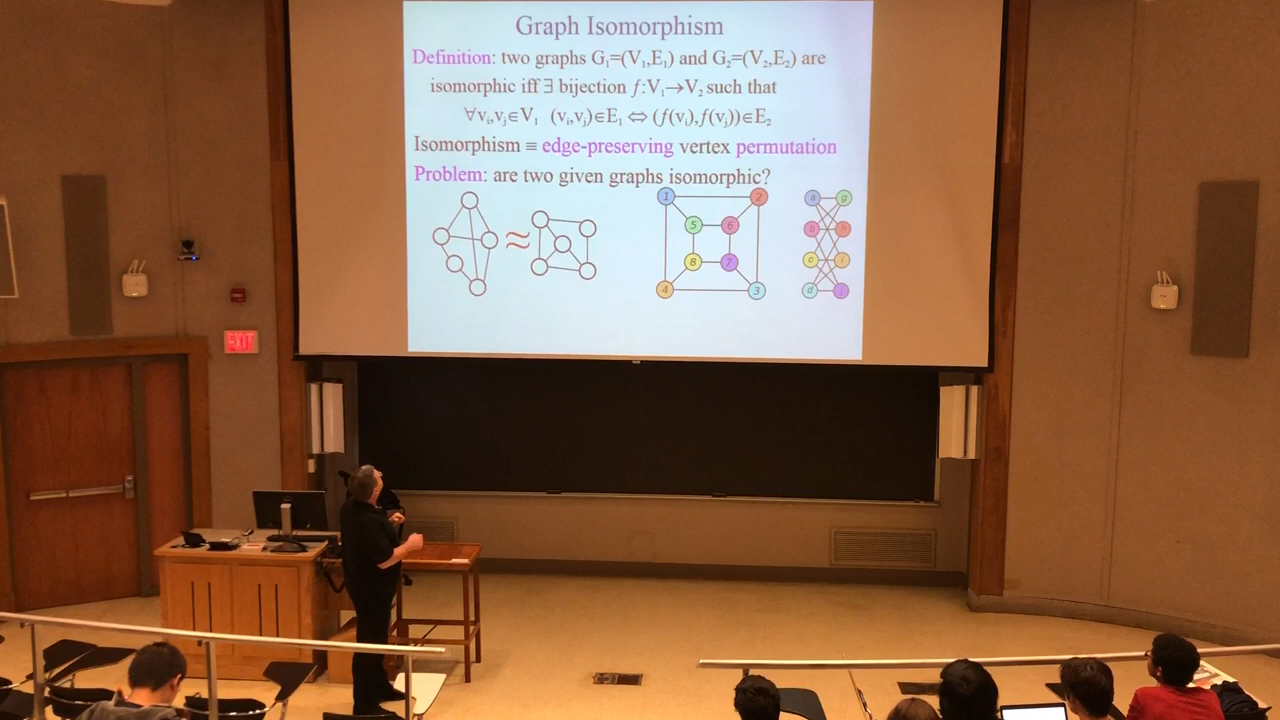 Graph Isomorphism
Definition: two graphs G₁=(V₁,E₁) and G₂=(V₂,E₂) are
isomorphic iff ∃ bijection f:V₁→V₂ such that
∀vᵢ,vⱼ∈V₁ (vᵢ,vⱼ)∈E₁ ⇔ (f(vᵢ),f(vⱼ))∈E₂
Isomorphism ≡ edge-preserving vertex permutation
Problem: are two given graphs isomorphic?
≈
1 2
5 6
8 7
4 3
a g
b h
c i
d j
EXIT